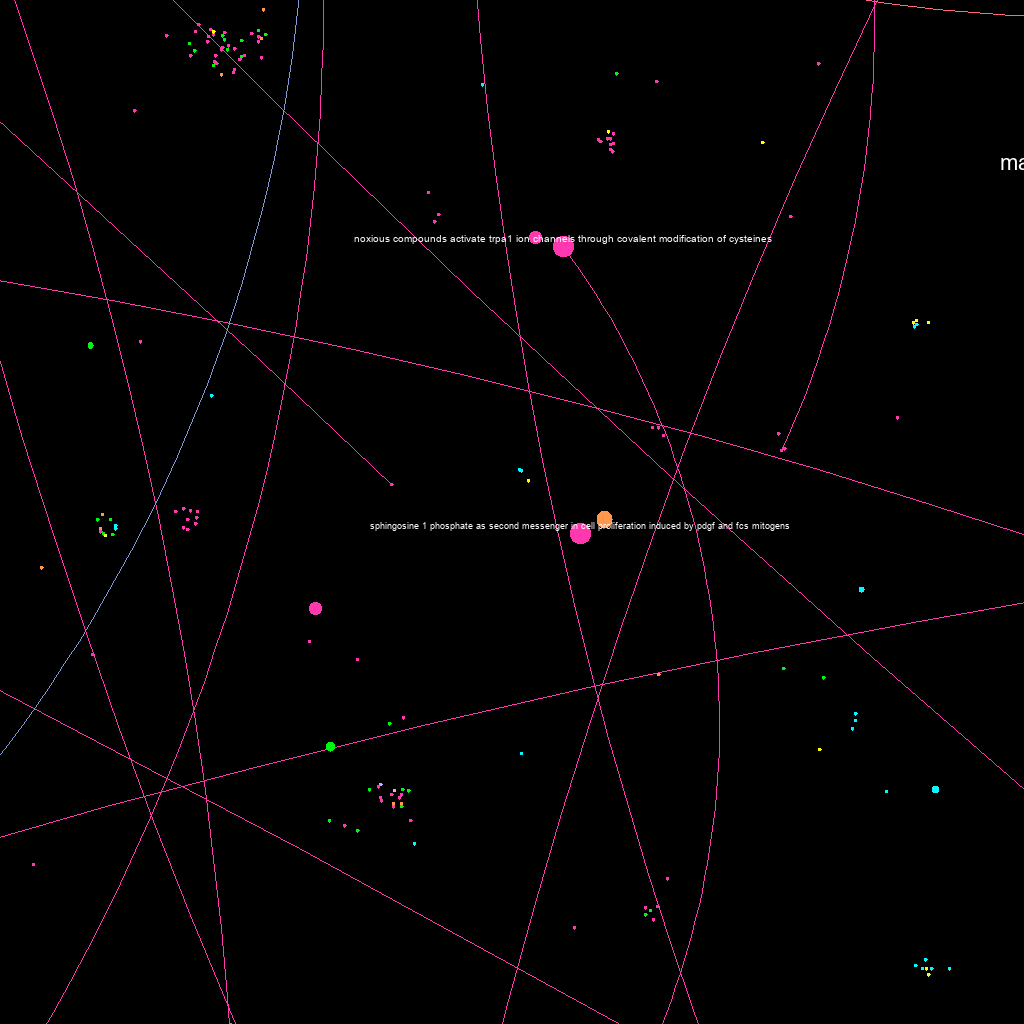 ma
noxious compounds activate trpa1 ion channels through covalent modification of cysteines
sphingosine 1 phosphate as second messenger in cell proliferation induced by pdgf and fcs mitogens